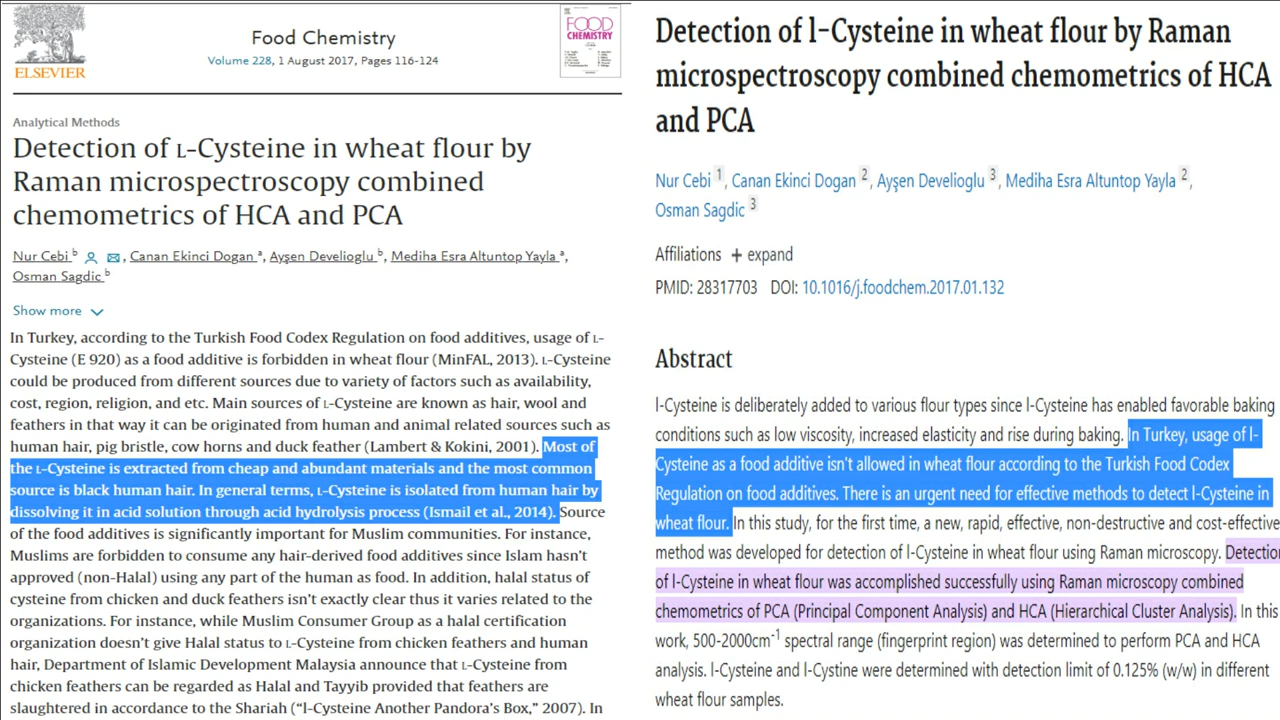 ELSEVIER
Food Chemistry
Volume 228, 1 August 2017, Pages 116-124
FOOD
CHEMISTRY
Analytical Methods
Detection of ʟ-Cysteine in wheat flour by
Raman microspectroscopy combined
chemometrics of HCA and PCA
Nur Cebi b, Canan Ekinci Dogan a, Ayşen Develioglu b, Mediha Esra Altuntop Yayla a,
Osman Sagdic b
Show more
In Turkey, according to the Turkish Food Codex Regulation on food additives, usage of ʟ-
Cysteine (E 920) as a food additive is forbidden in wheat flour (MinFAL, 2013). ʟ-Cysteine
could be produced from different sources due to variety of factors such as availability,
cost, region, religion, and etc. Main sources of ʟ-Cysteine are known as hair, wool and
feathers in that way it can be originated from human and animal related sources such as
human hair, pig bristle, cow horns and duck feather (Lambert & Kokini, 2001). Most of
the ʟ-Cysteine is extracted from cheap and abundant materials and the most common
source is black human hair. In general terms, ʟ-Cysteine is isolated from human hair by
dissolving it in acid solution through acid hydrolysis process (Ismail et al., 2014). Source
of the food additives is significantly important for Muslim communities. For instance,
Muslims are forbidden to consume any hair-derived food additives since Islam hasn't
approved (non-Halal) using any part of the human as food. In addition, halal status of
cysteine from chicken and duck feathers isn't exactly clear thus it varies related to the
organizations. For instance, while Muslim Consumer Group as a halal certification
organization doesn't give Halal status to ʟ-Cysteine from chicken feathers and human
hair, Department of Islamic Development Malaysia announce that ʟ-Cysteine from
chicken feathers can be regarded as Halal and Tayyib provided that feathers are
slaughtered in accordance to the Shariah ("l-Cysteine Another Pandora's Box," 2007). In
Detection of l-Cysteine in wheat flour by Raman
microspectroscopy combined chemometrics of HCA
and PCA
Nur Cebi 1, Canan Ekinci Dogan 2, Ayşen Develioglu 3, Mediha Esra Altuntop Yayla 2,
Osman Sagdic 3
Affiliations + expand
PMID: 28317703 DOI: 10.1016/j.foodchem.2017.01.132
Abstract
l-Cysteine is deliberately added to various flour types since l-Cysteine has enabled favorable baking
conditions such as low viscosity, increased elasticity and rise during baking. In Turkey, usage of l-
Cysteine as a food additive isn't allowed in wheat flour according to the Turkish Food Codex
Regulation on food additives. There is an urgent need for effective methods to detect l-Cysteine in
wheat flour. In this study, for the first time, a new, rapid, effective, non-destructive and cost-effective
method was developed for detection of l-Cysteine in wheat flour using Raman microscopy. Detection
of l-Cysteine in wheat flour was accomplished successfully using Raman microscopy combined
chemometrics of PCA (Principal Component Analysis) and HCA (Hierarchical Cluster Analysis). In this
work, 500-2000cm-1 spectral range (fingerprint region) was determined to perform PCA and HCA
analysis. l-Cysteine and l-Cystine were determined with detection limit of 0.125% (w/w) in different
wheat flour samples.